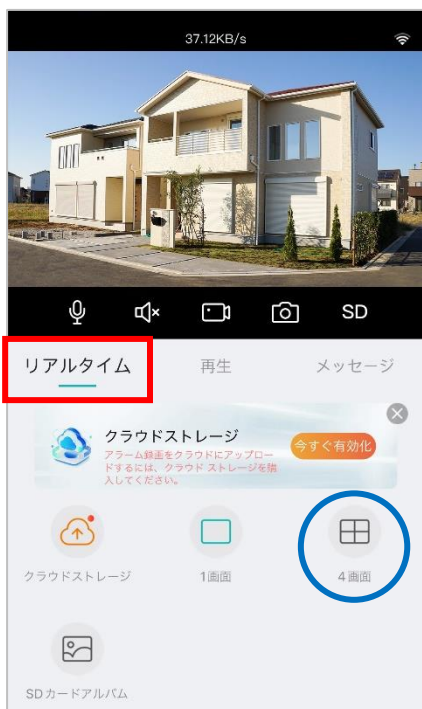 37.12KB/s
SD
リアルタイム 再生 メッセージ
クラウドストレージ
アラーム録画をクラウドにアップロー
ドするには、クラウド ストレージを購
入してください。
今すぐ有効化
クラウドストレージ 1画面 4画面
SDカードアルバム